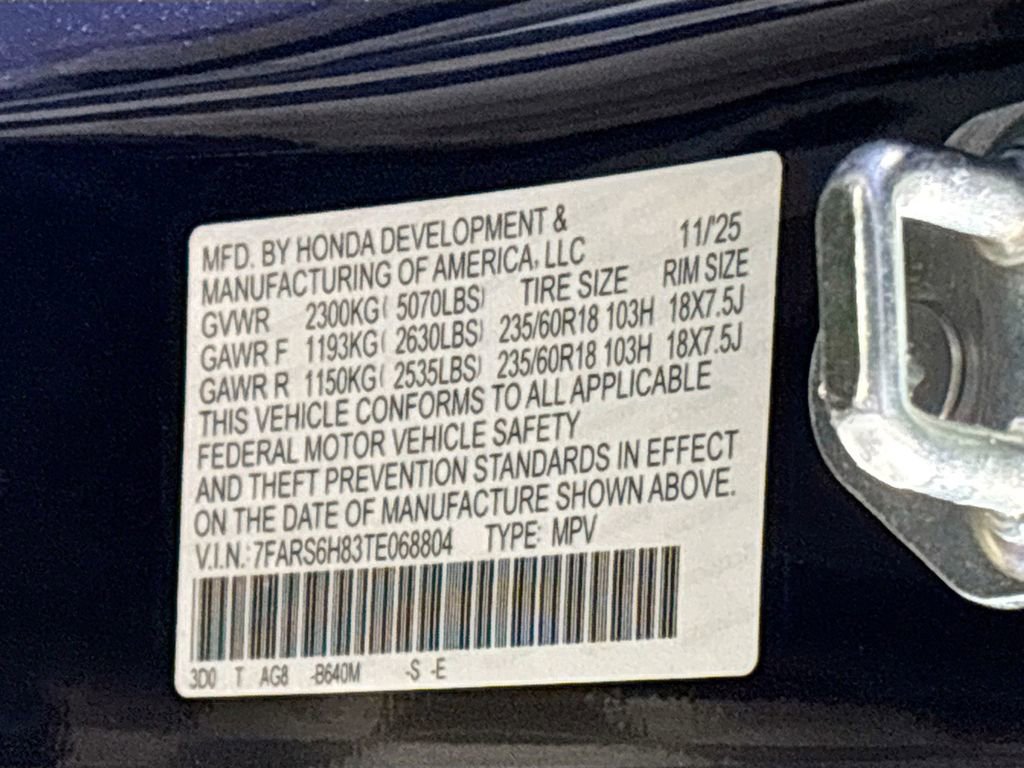 MFD. BY HONDA DEVELOPMENT &
MANUFACTURING OF AMERICA, LLC 11/'25
GVWR 2300KG( 5070LBS) TIRE SIZE RIM SIZE
GAWR F 1193KG( 2630LBS) 235/60R18 103H 18X7.5J
GAWR R 1150KG( 2535LBS) 235/60R18 103H 18X7.5J
THIS VEHICLE CONFORMS TO ALL APPLICABLE
FEDERAL MOTOR VEHICLE SAFETY
AND THEFT PREVENTION STANDARDS IN EFFECT
ON THE DATE OF MANUFACTURE SHOWN ABOVE.
V.I.N.:7FARS6H83TE068804 TYPE: MPV
3D0 T AG8 -B640M -S -E